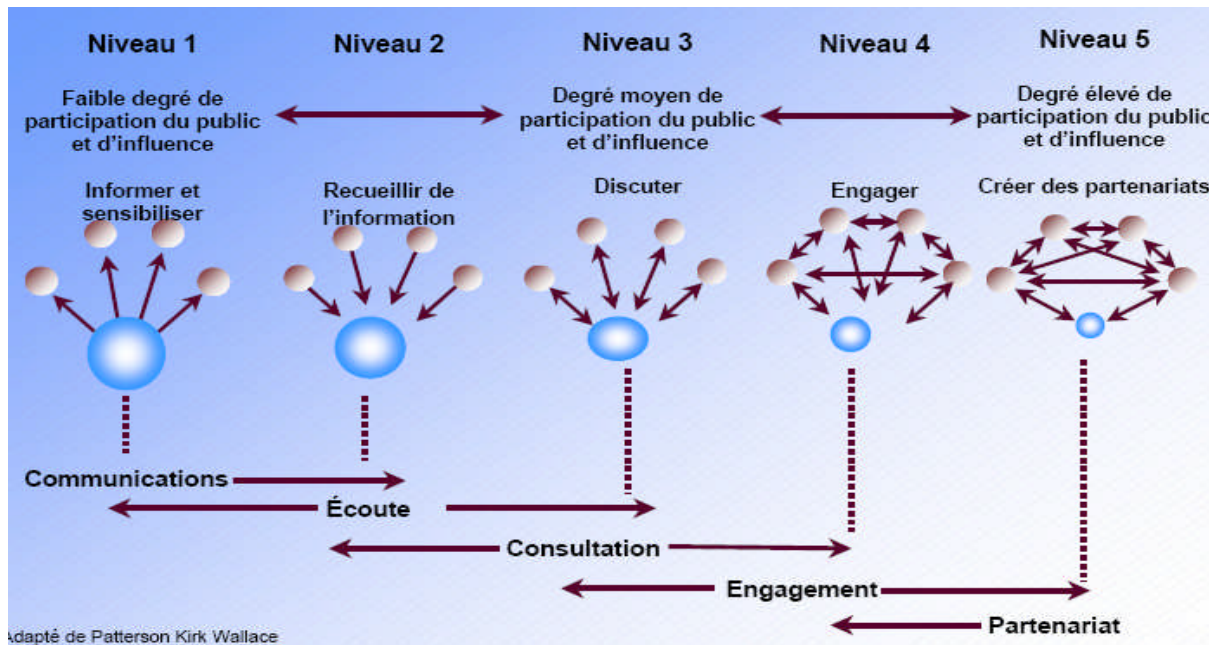 Niveau 1
Niveau 2
Niveau 3
Niveau 4
Niveau 5
Faible degré de
participation du public
et d'influence
Degré moyen de
participation du public
et d'influence
Degré élevé de
participation du public
et d'influence
Informer et
sensibiliser
Recueillir de
l'information
Discuter
Engager
Créer des partenariats
Communications
Écoute
Consultation
Engagement
Partenariat
Adapté de Patterson Kirk Wallace